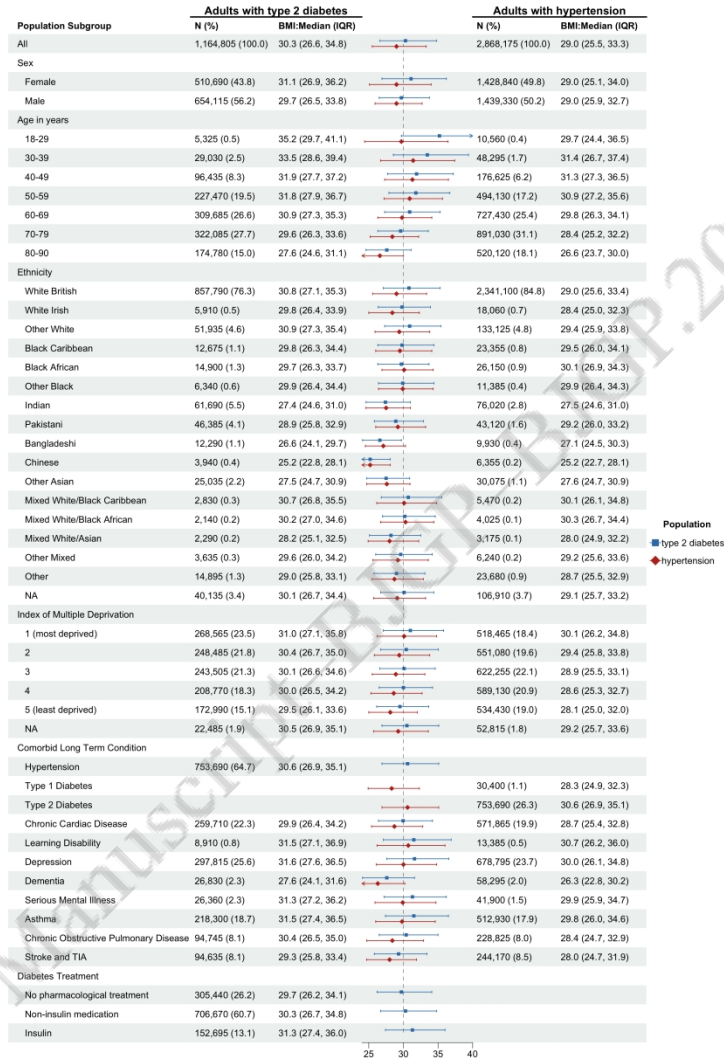 Adults with type 2 diabetes Adults with hypertension
Population Subgroup N (%) BMI:Median (IQR) N (%) BMI:Median (IQR)
All 1,164,805 (100.0) 30.3 (26.6, 34.8) 2,868,175 (100.0) 29.0 (25.5, 33.3)
Sex
Female 510,690 (43.8) 31.1 (26.9, 36.2) 1,428,840 (49.8) 29.0 (25.1, 34.0)
Male 654,115 (56.2) 29.7 (26.5, 33.8) 1,439,330 (50.2) 29.0 (25.9, 32.7)
Age in years
18-29 5,325 (0.5) 35.2 (29.7, 41.1) 10,560 (0.4) 29.7 (24.4, 36.5)
30-39 29,030 (2.5) 33.5 (28.6, 39.4) 48,295 (1.7) 31.4 (26.7, 37.4)
40-49 96,435 (8.3) 31.9 (27.7, 37.2) 176,625 (6.2) 31.3 (27.3, 36.5)
50-59 227,470 (19.5) 31.8 (27.9, 36.7) 494,130 (17.2) 30.9 (27.2, 35.6)
60-69 309,685 (26.6) 30.9 (27.3, 35.3) 727,430 (25.4) 29.8 (26.3, 34.1)
70-79 322,085 (27.7) 29.6 (26.3, 33.6) 891,030 (31.1) 28.4 (25.2, 32.2)
80-90 174,780 (15.0) 27.6 (24.6, 31.1) 520,120 (18.1) 26.6 (23.7, 30.0)
Ethnicity
White British 857,790 (76.3) 30.8 (27.1, 35.3) 2,341,100 (84.8) 29.0 (25.6, 33.4)
White Irish 5,910 (0.5) 29.8 (26.4, 33.9) 18,060 (0.7) 28.4 (25.0, 32.3)
Other White 51,935 (4.6) 30.9 (27.3, 35.4) 133,125 (4.8) 29.4 (25.9, 33.8)
Black Caribbean 12,675 (1.1) 29.8 (26.3, 34.4) 23,355 (0.8) 29.5 (26.0, 34.1)
Black African 14,900 (1.3) 29.7 (26.3, 33.7) 26,150 (0.9) 30.1 (26.9, 34.3)
Other Black 6,340 (0.6) 29.9 (26.4, 34.4) 11,385 (0.4) 29.9 (26.4, 34.3)
Indian 61,690 (5.5) 27.4 (24.6, 31.0) 76,020 (2.8) 27.5 (24.6, 31.0)
Pakistani 46,385 (4.1) 28.9 (25.8, 32.9) 43,120 (1.6) 29.2 (26.0, 33.2)
Bangladeshi 12,290 (1.1) 26.6 (24.1, 29.7) 9,930 (0.4) 27.1 (24.5, 30.3)
Chinese 3,940 (0.4) 25.2 (22.8, 28.1) 6,355 (0.2) 25.2 (22.7, 28.1)
Other Asian 25,035 (2.2) 27.5 (24.7, 30.9) 30,075 (1.1) 27.6 (24.7, 30.9)
Mixed White/Black Caribbean 2,830 (0.3) 30.7 (26.8, 35.5) 5,470 (0.2) 30.1 (26.1, 34.8)
Mixed White/Black African 2,140 (0.2) 30.2 (27.0, 34.6) 4,025 (0.1) 30.3 (26.7, 34.4)
Mixed White/Asian 2,290 (0.2) 28.2 (25.1, 32.5) 3,175 (0.1) 28.0 (24.9, 32.2)
Other Mixed 3,635 (0.3) 29.6 (26.0, 34.2) 6,240 (0.2) 29.2 (25.6, 33.6)
Other 14,895 (1.3) 29.0 (25.8, 33.1) 23,680 (0.9) 28.7 (25.5, 32.9)
NA 40,135 (3.4) 30.1 (26.7, 34.4) 106,910 (3.7) 29.1 (25.7, 33.2)
Index of Multiple Deprivation
1 (most deprived) 268,565 (23.5) 31.0 (27.1, 35.8) 518,465 (18.4) 30.1 (26.2, 34.8)
2 248,485 (21.8) 30.4 (26.7, 35.0) 551,080 (19.6) 29.4 (25.8, 33.8)
3 243,505 (21.3) 30.1 (26.6, 34.6) 622,255 (22.1) 28.9 (25.5, 33.1)
4 208,770 (18.3) 30.0 (26.5, 34.2) 589,130 (20.9) 28.6 (25.3, 32.7)
5 (least deprived) 172,990 (15.1) 29.5 (26.1, 33.6) 534,430 (19.0) 28.1 (25.0, 32.0)
NA 22,485 (1.9) 30.5 (26.9, 35.1) 52,815 (1.8) 29.2 (25.7, 33.6)
Comorbid Long Term Condition
Hypertension 753,690 (64.7) 30.6 (26.9, 35.1)
Type 1 Diabetes 30,400 (1.1) 28.3 (24.9, 32.3)
Type 2 Diabetes 753,690 (26.3) 30.6 (26.9, 35.1)
Chronic Cardiac Disease 259,710 (22.3) 29.9 (26.4, 34.2) 571,865 (19.9) 28.7 (25.4, 32.8)
Learning Disability 8,910 (0.8) 31.5 (27.1, 36.9) 13,385 (0.5) 30.7 (26.2, 36.0)
Depression 297,815 (25.6) 31.6 (27.6, 36.5) 678,795 (23.7) 30.0 (26.1, 34.8)
Dementia 26,830 (2.3) 27.6 (24.1, 31.6) 58,295 (2.0) 26.3 (22.8, 30.2)
Serious Mental Illness 26,360 (2.3) 31.3 (27.2, 36.2) 41,900 (1.5) 29.9 (25.9, 34.7)
Asthma 218,300 (18.7) 31.5 (27.4, 36.5) 512,930 (17.9) 29.8 (26.0, 34.6)
Chronic Obstructive Pulmonary Disease 94,745 (8.1) 30.4 (26.5, 35.0) 228,825 (8.0) 28.4 (24.7, 32.9)
Stroke and TIA 94,635 (8.1) 29.3 (25.8, 33.4) 244,170 (8.5) 28.0 (24.7, 31.9)
Diabetes Treatment
No pharmacological treatment 305,440 (26.2) 29.7 (26.2, 34.1)
Non-insulin medication 706,670 (60.7) 30.3 (26.7, 34.8)
Insulin 152,695 (13.1) 31.3 (27.4, 36.0)
25 30 35 40
Population
type 2 diabetes
hypertension
Manuscript--BJGP--BJGP.20